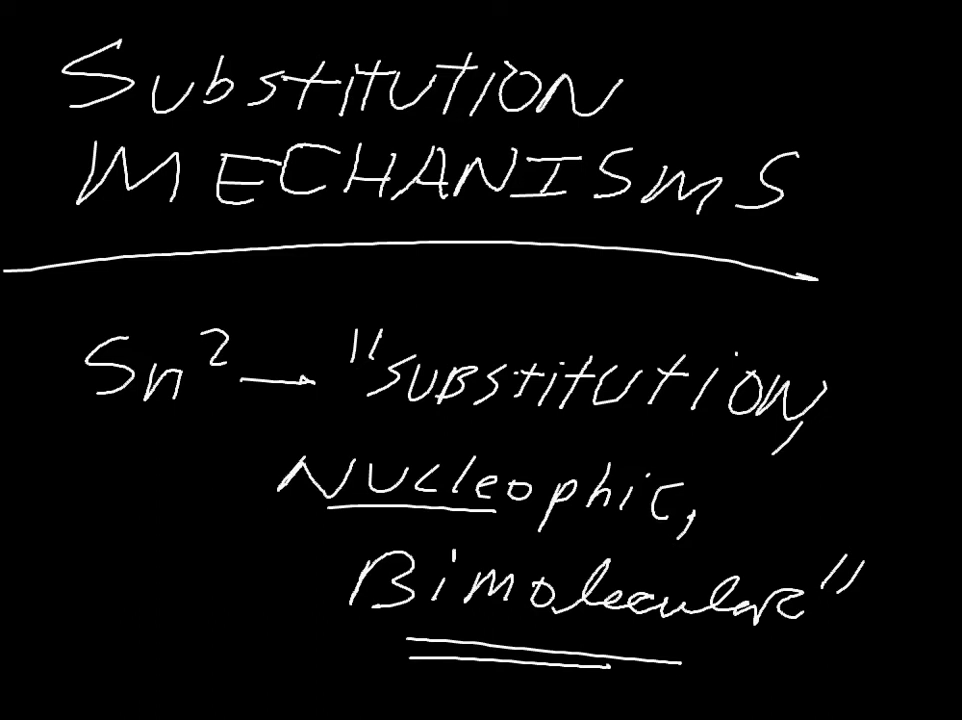 Substitution
MECHANISMS
Sn² → "SUBSTITUTION,
Nucleophic,
Bimolecular"